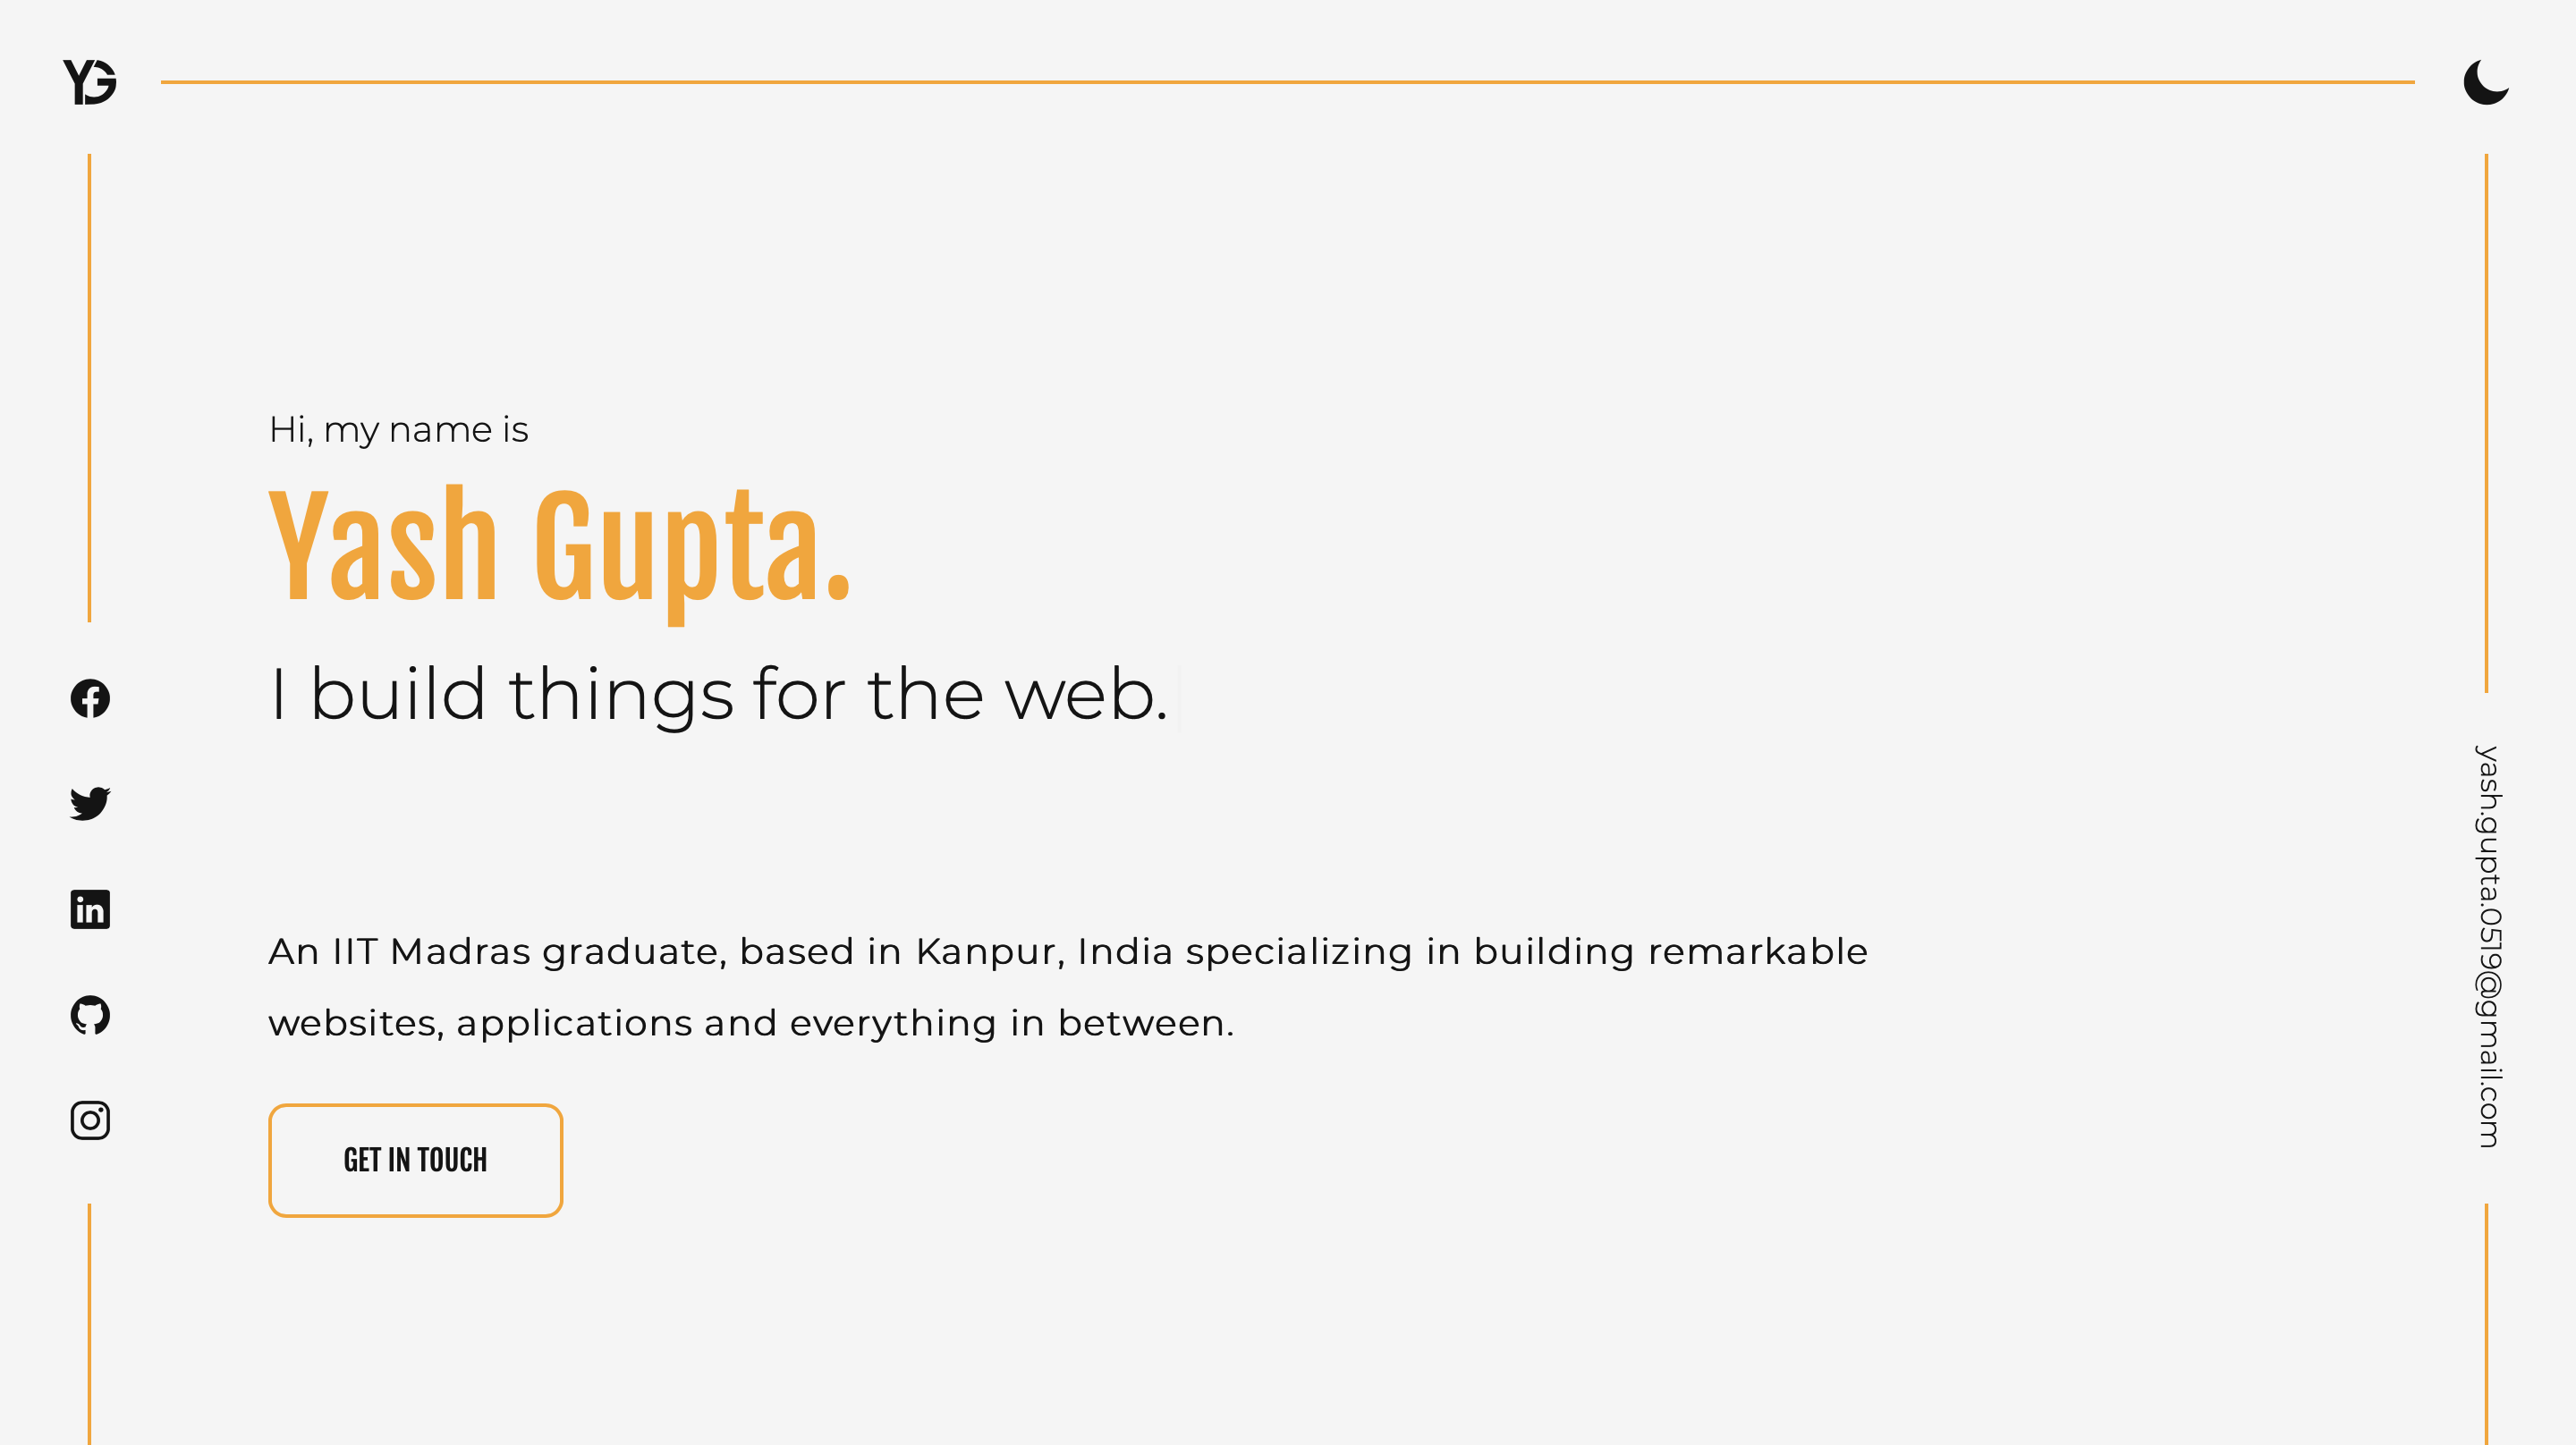 YG
Hi, my name is
Yash Gupta.
I build things for the web.
An IIT Madras graduate, based in Kanpur, India specializing in building remarkable
websites, applications and everything in between.
GET IN TOUCH
yash.gupta.0519@gmail.com